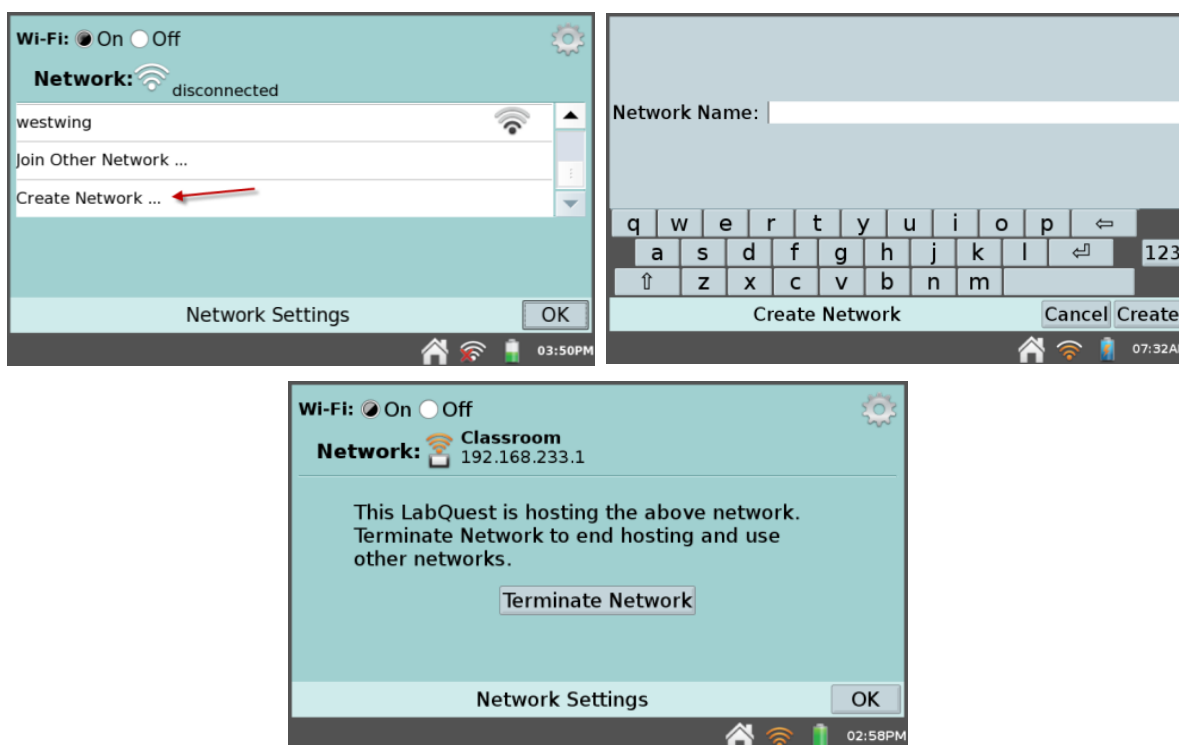 Wi-Fi: On Off
Network: disconnected
westwing
Join Other Network ...
Create Network ...
Network Settings OK
03:50PM
Network Name:
q w e r t y u i o p
a s d f g h j k l 123
z x c v b n m
Create Network Cancel Create
07:32A
Wi-Fi: On Off
Network: Classroom
192.168.233.1
This LabQuest is hosting the above network.
Terminate Network to end hosting and use
other networks.
Terminate Network
Network Settings OK
02:58PM